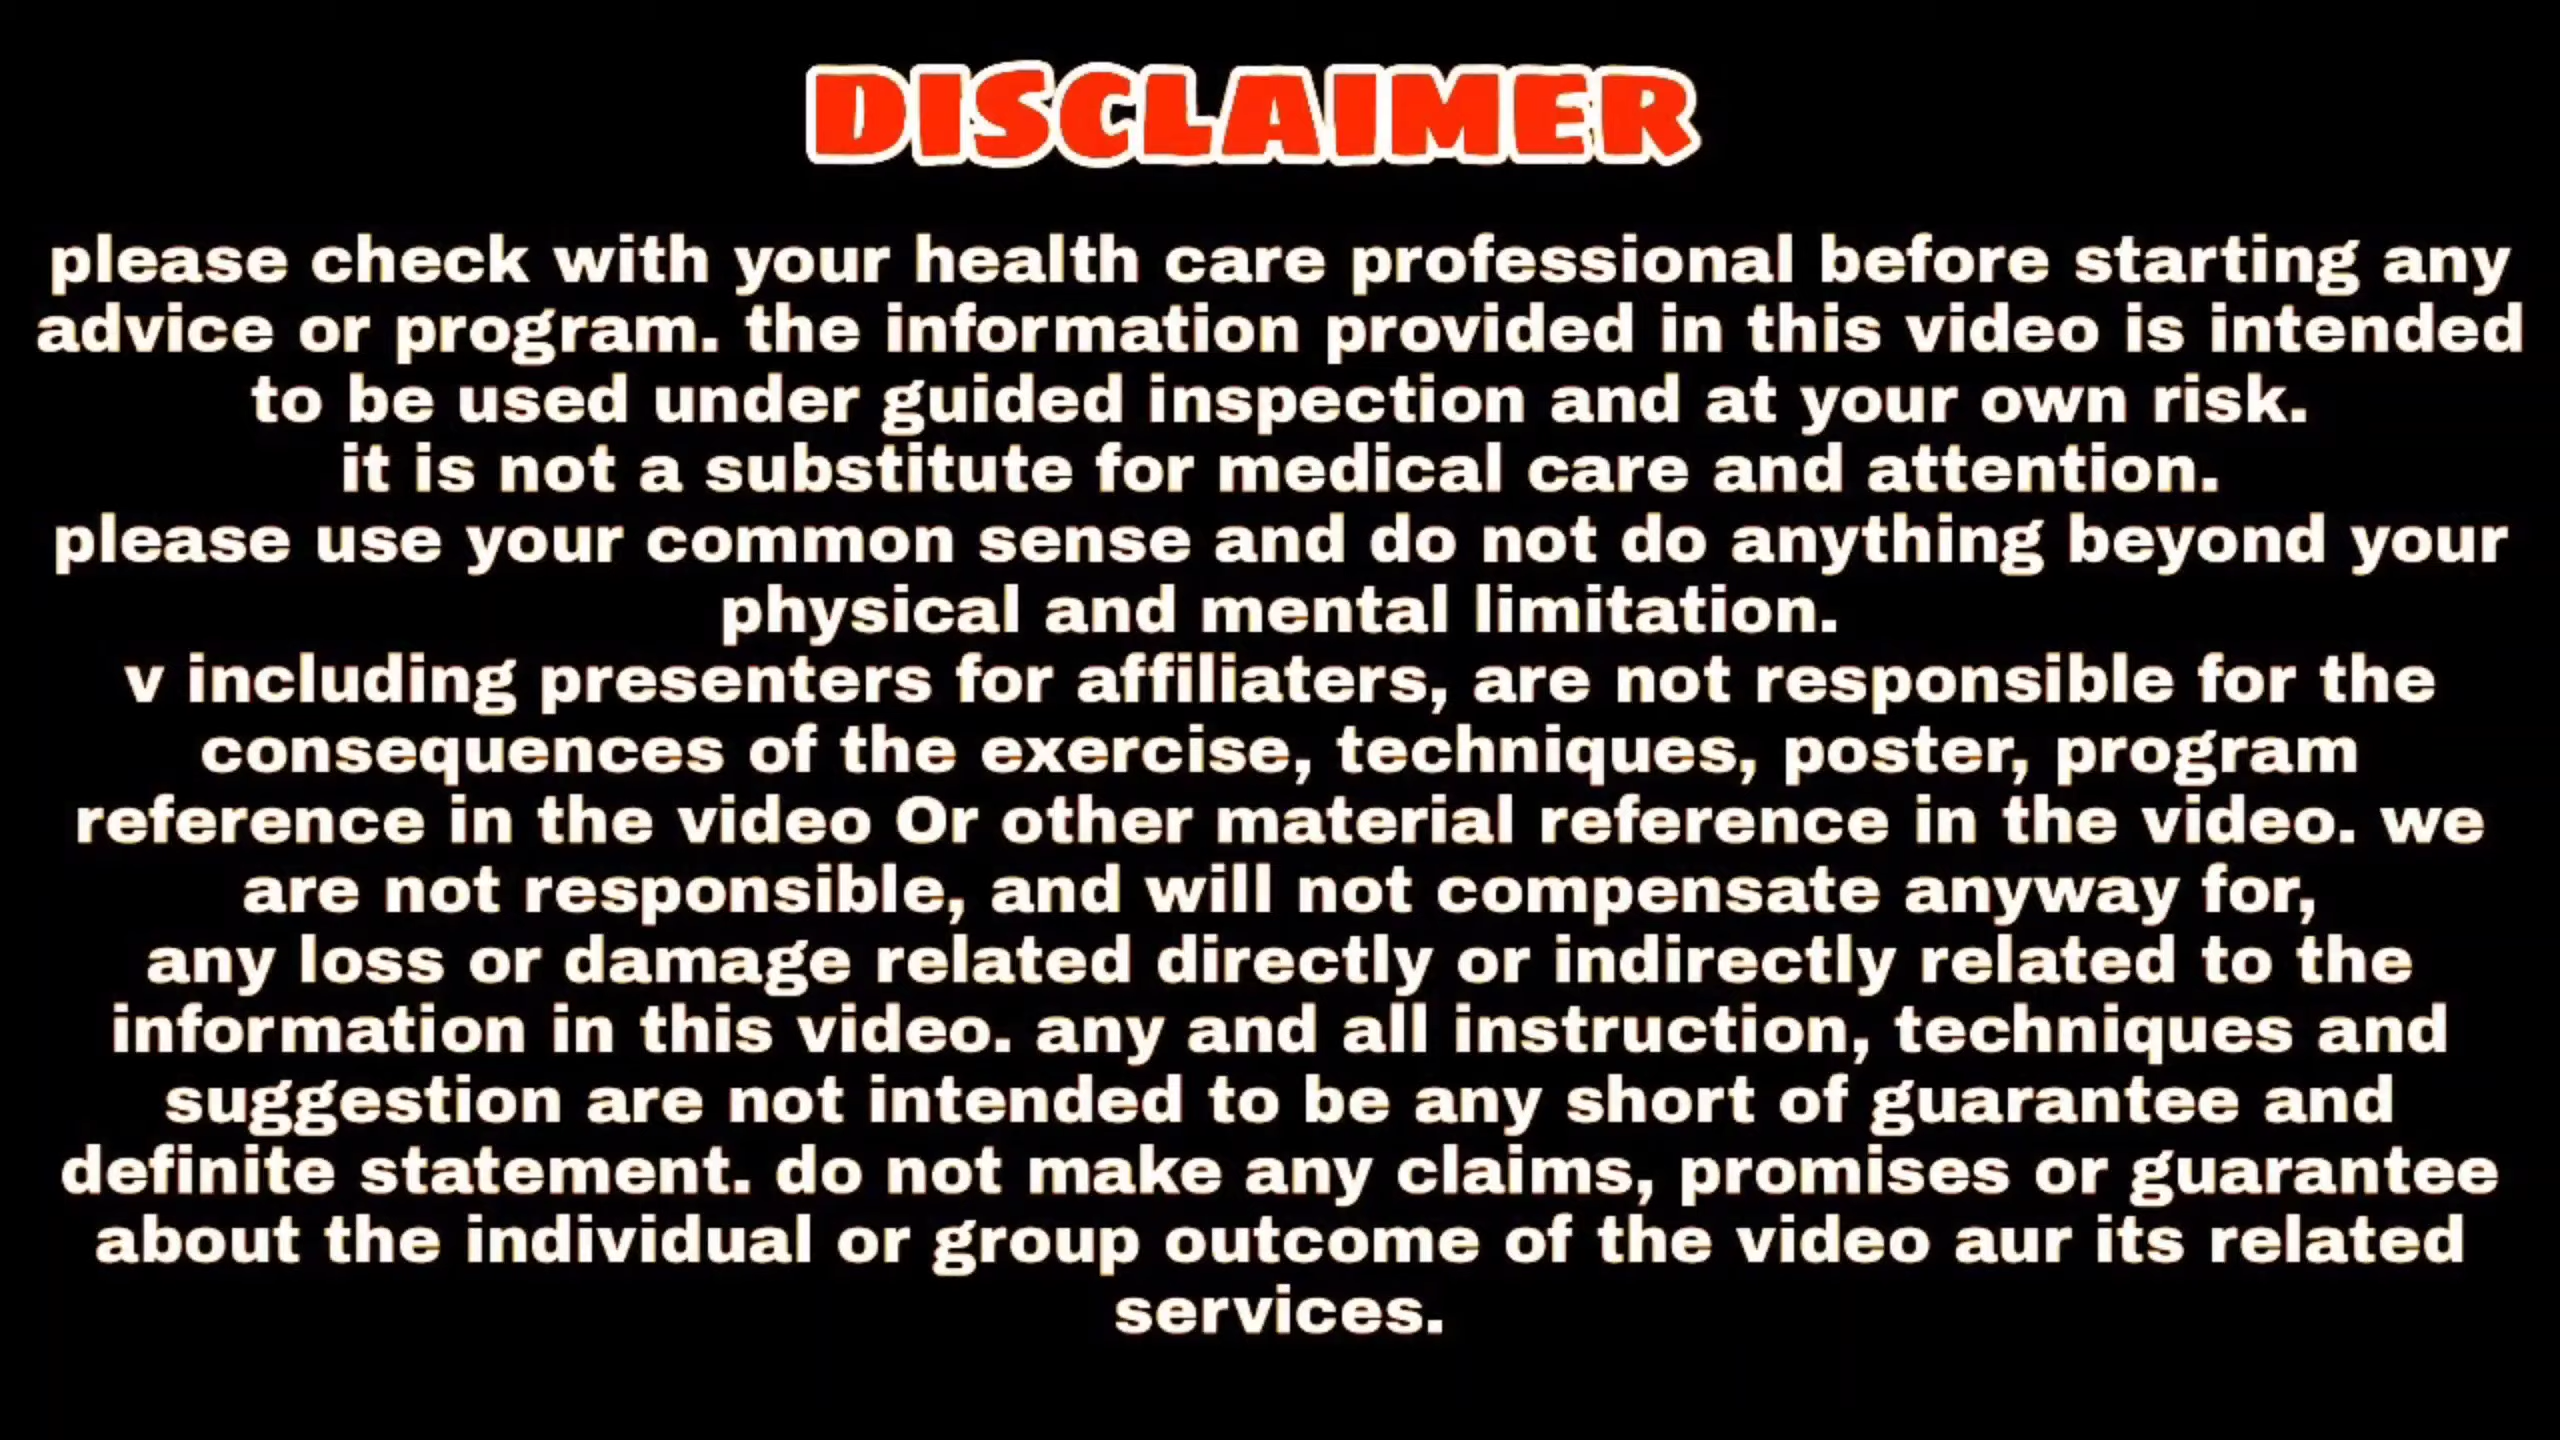 DISCLAIMER
please check with your health care professional before starting any
advice or program. the information provided in this video is intended
to be used under guided inspection and at your own risk.
it is not a substitute for medical care and attention.
please use your common sense and do not do anything beyond your
physical and mental limitation.
v including presenters for affiliaters, are not responsible for the
consequences of the exercise, techniques, poster, program
reference in the video Or other material reference in the video. we
are not responsible, and will not compensate anyway for,
any loss or damage related directly or indirectly related to the
information in this video. any and all instruction, techniques and
suggestion are not intended to be any short of guarantee and
definite statement. do not make any claims, promises or guarantee
about the individual or group outcome of the video aur its related
services.